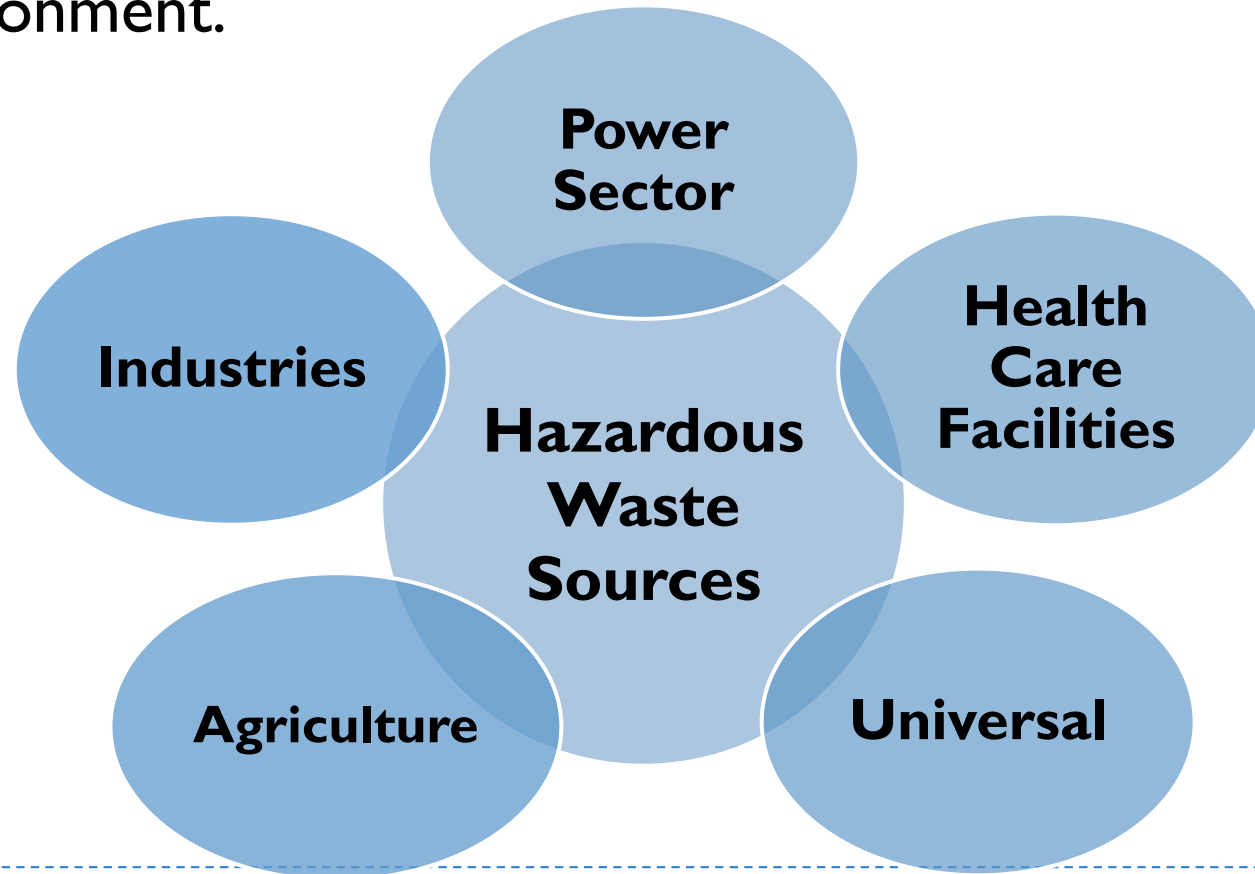 onment.
Power
Sector
Health
Care
Facilities
Industries
Hazardous
Waste
Sources
Agriculture
Universal